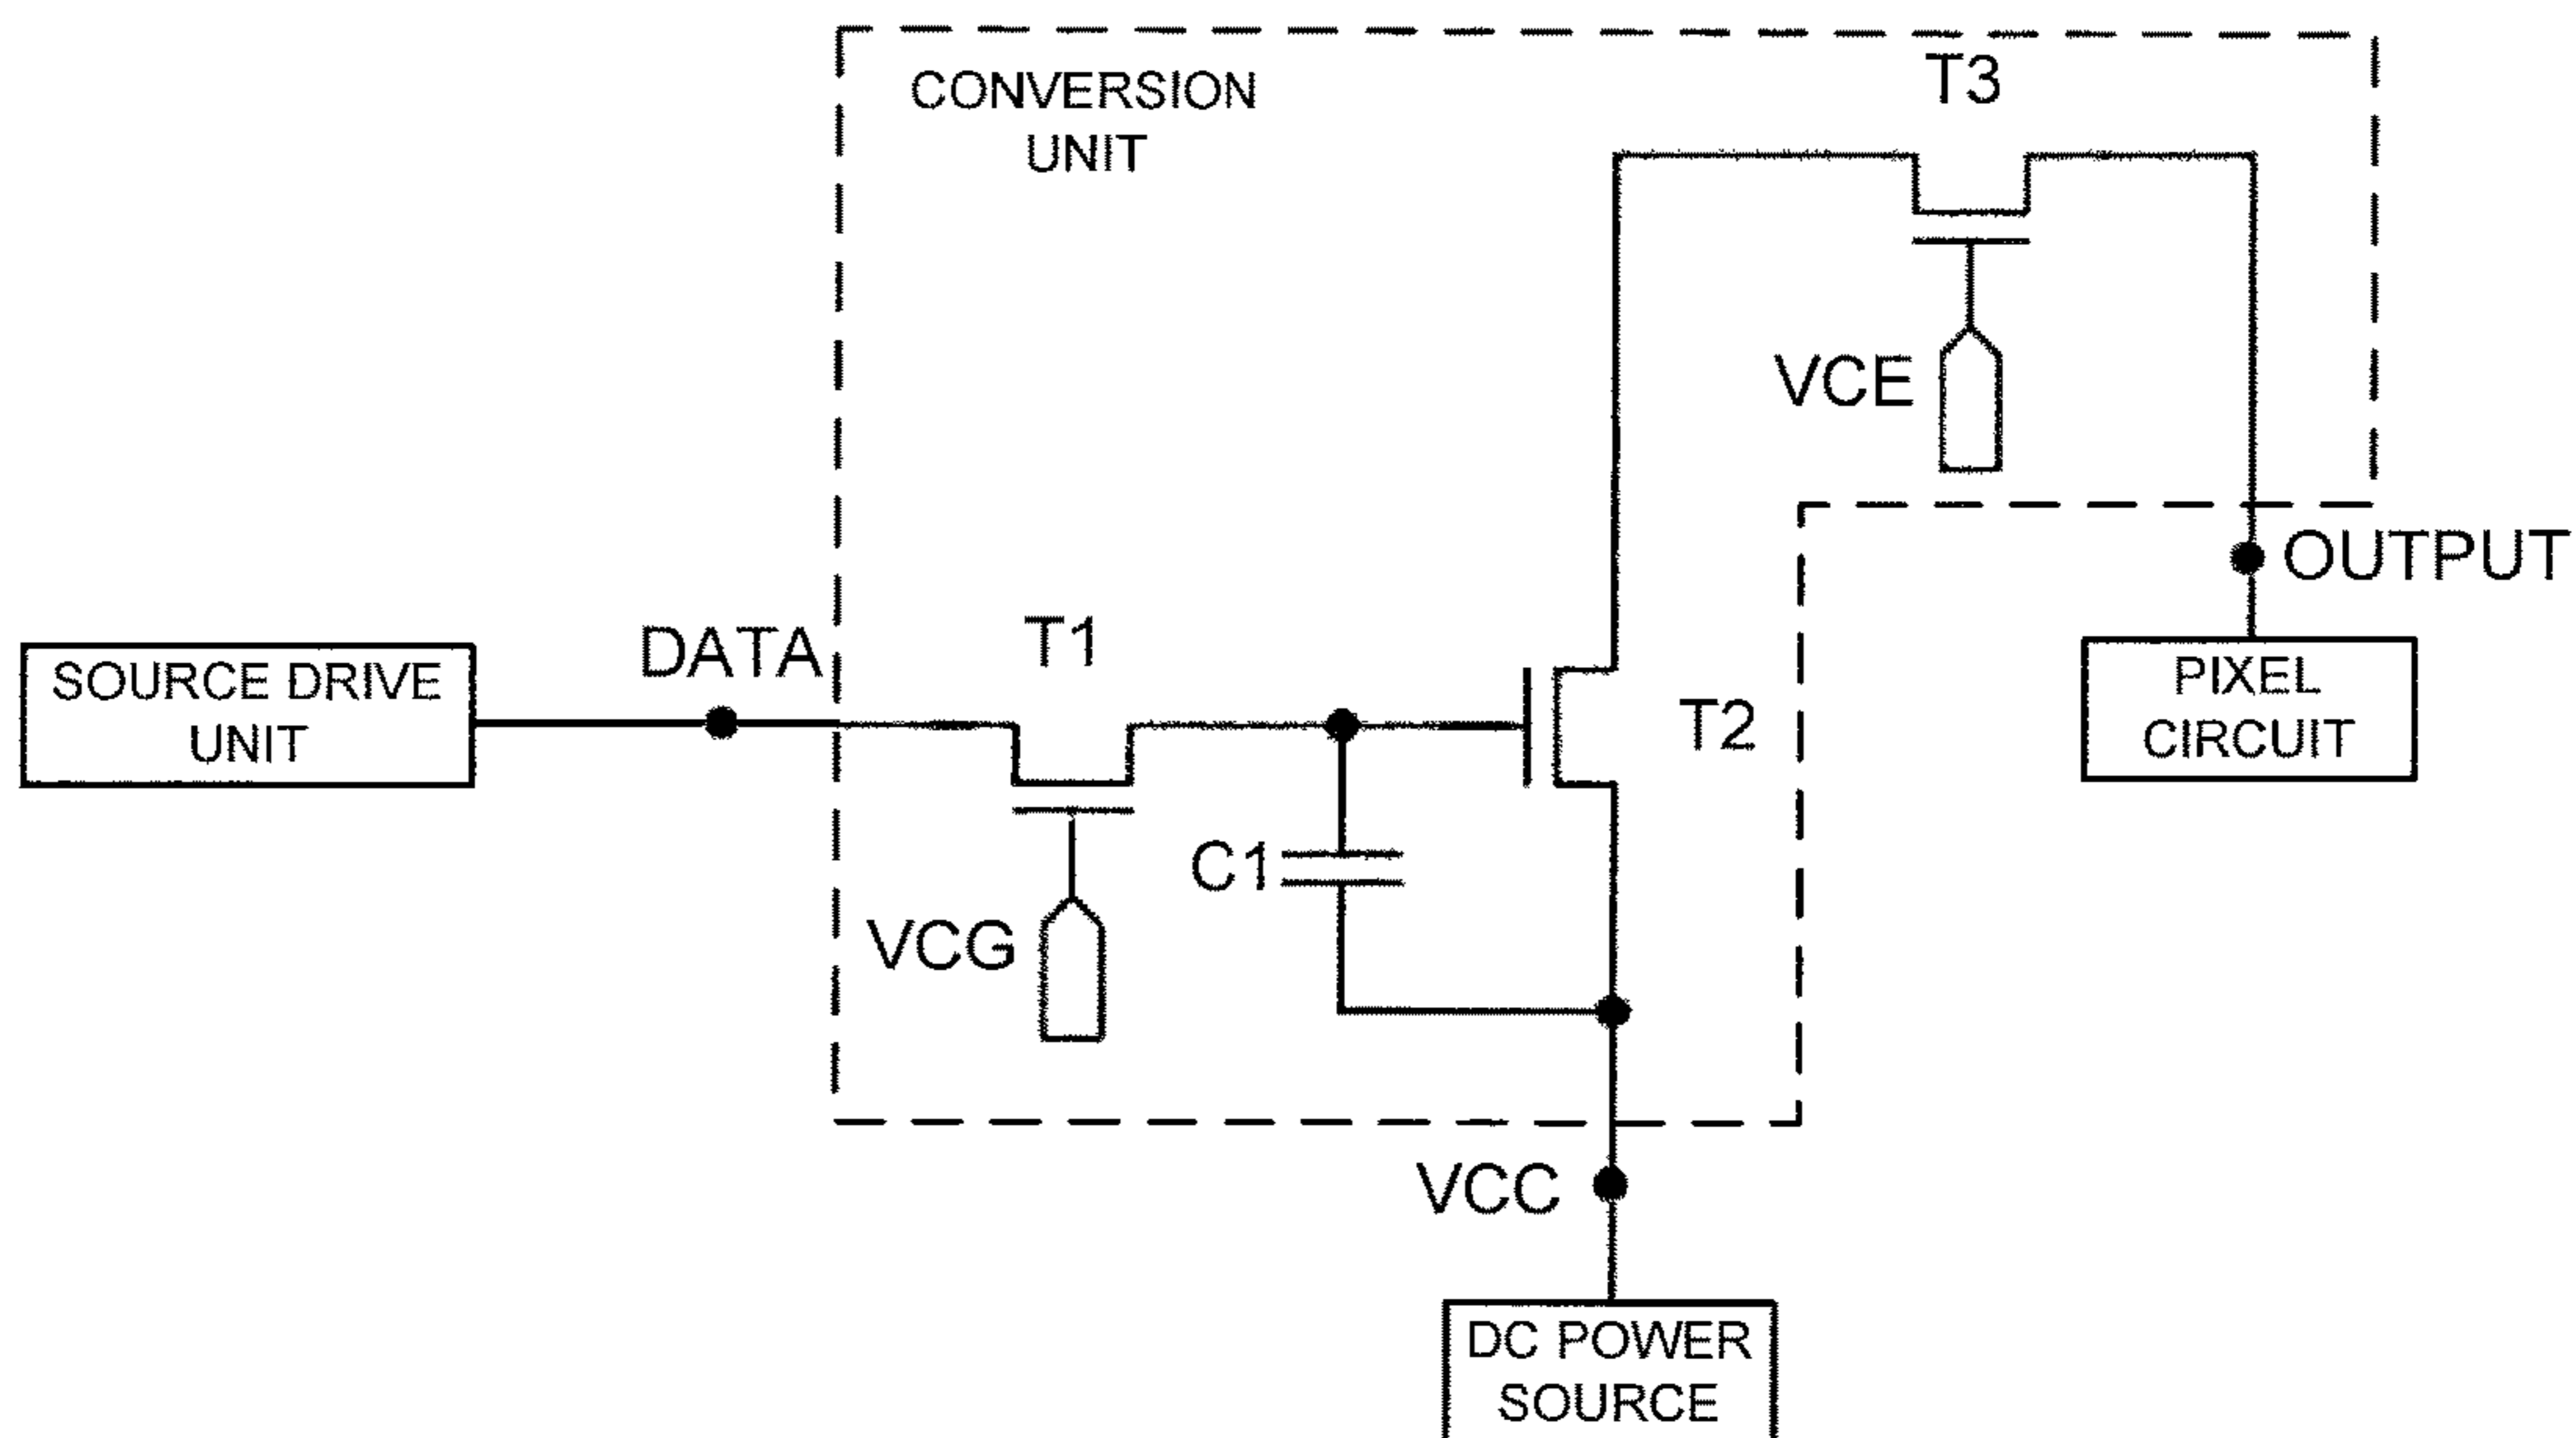 CONVERSION
UNIT
T3
VCE
OUTPUT
SOURCE DRIVE
UNIT
DATA
T1
T2
PIXEL
CIRCUIT
C1
VCG
VCC
DC POWER
SOURCE